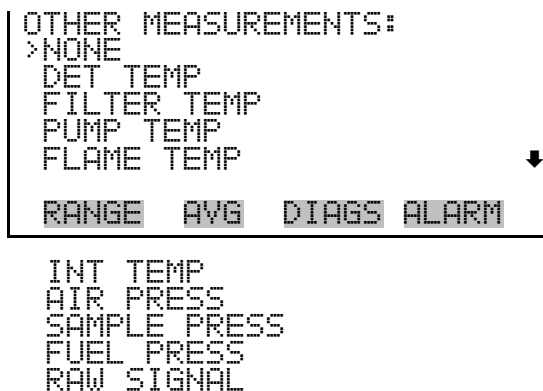 OTHER MEASUREMENTS:
>NONE
DET TEMP
FILTER TEMP
PUMP TEMP
FLAME TEMP
RANGE AVG DIAGS ALARM
INT TEMP
AIR PRESS
SAMPLE PRESS
FUEL PRESS
RAW SIGNAL